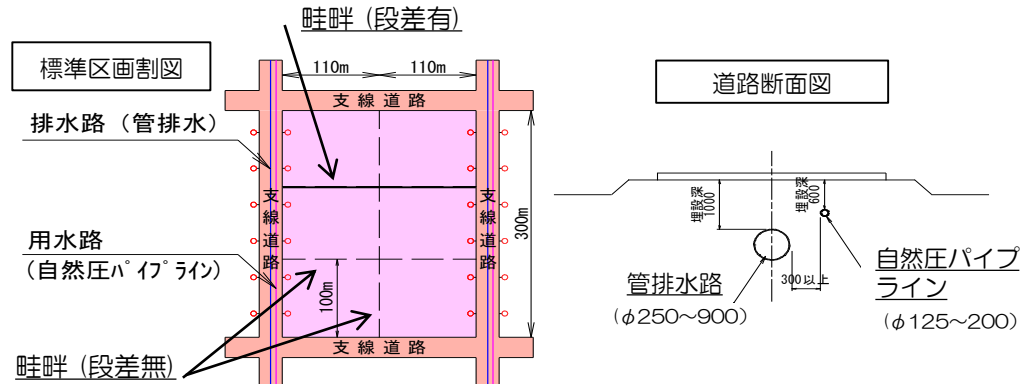 畦畔（段差有）
標準区画割図
110m
110m
支線道路
排水路（管排水）
支線道路
支線道路
300m
用水路
(自然圧ﾊﾟｲﾌﾟﾗｲﾝ)
100m
支線道路
畦畔（段差無）
道路断面図
埋設深
1000
埋設深
600
300以上
管排水路
（φ250～900）
自然圧パイプ
ライン
（φ125～200）